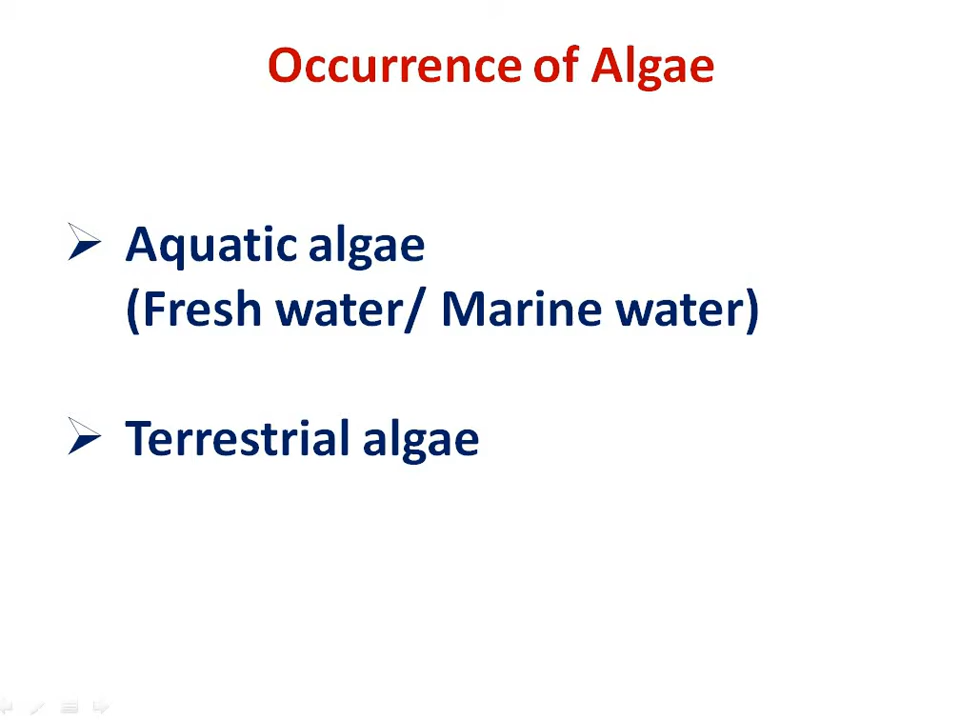 Occurrence of Algae
➢ Aquatic algae
(Fresh water/ Marine water)
➢ Terrestrial algae